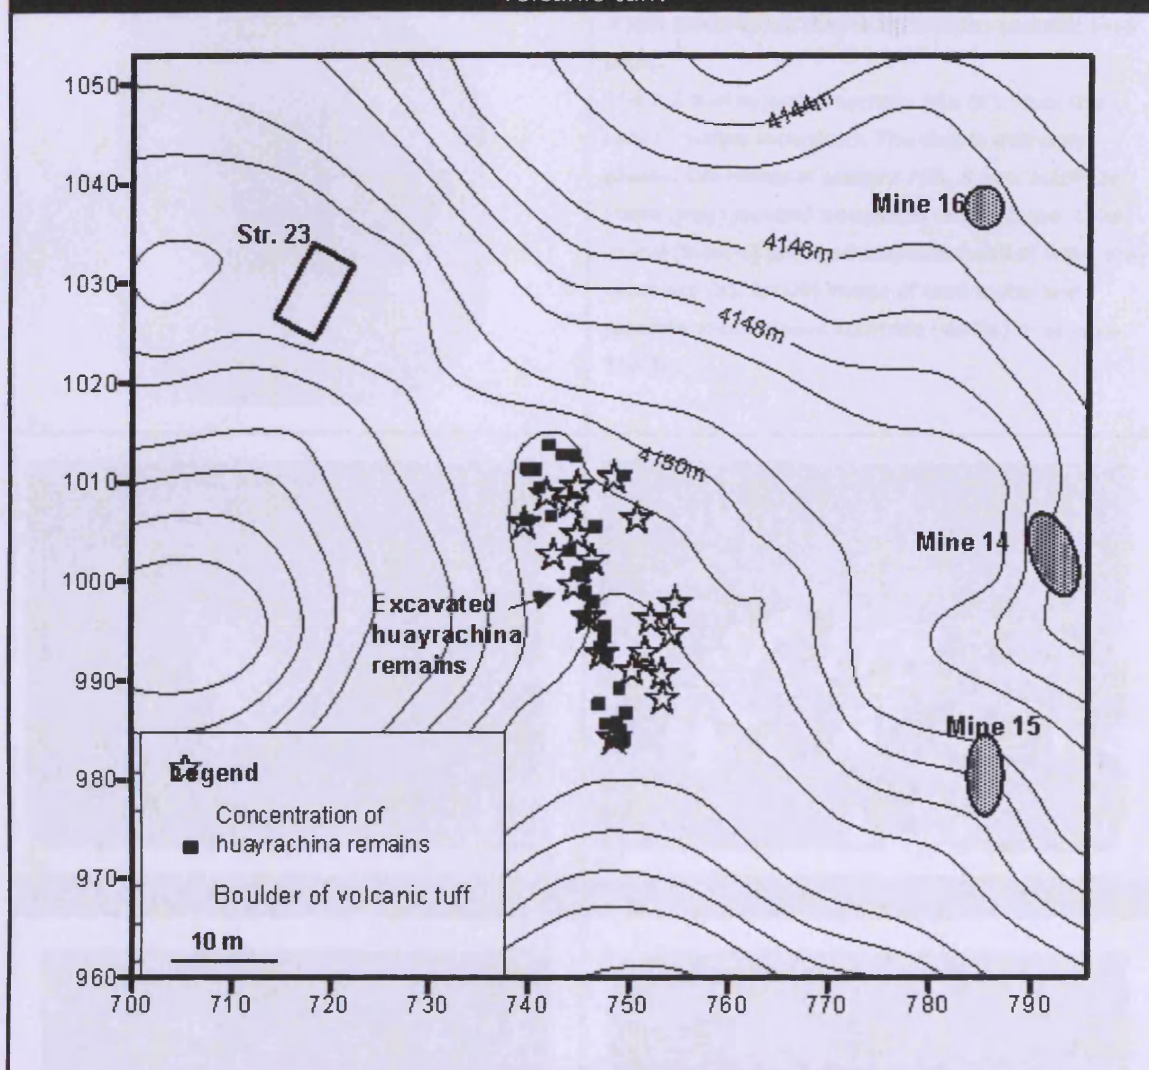 1050
1040
1030
1020
1010
1000
990
980
970
960
700 710 720 730 740 750 760 770 780 790
4144m
Mine 16
4148m
Str. 23
4148m
4150m
Mine 14
Excavated
huayrachina
remains
Mine 15
Legend
Concentration of
huayrachina remains
Boulder of volcanic tuff
10 m